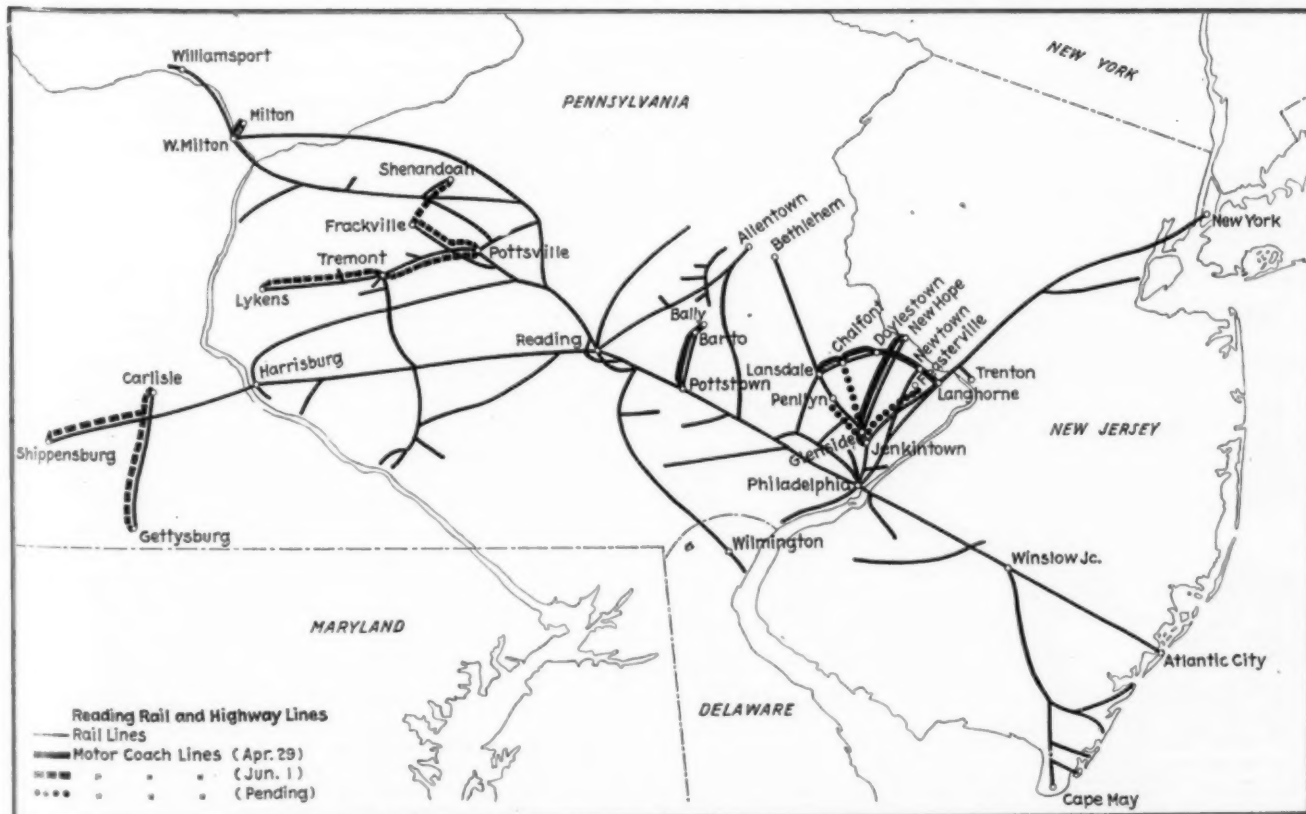 Williamsport
NEW YORK
Milton
PENNSYLVANIA
W. Milton
Shenandoah
New York
Frackville
Allentown
Bethlehem
Pottsville
Tremont
Lykens
Chalfont
Doylestown
New Hope
Newtown
Bally
Barto
Reading
Harrisburg
Carlisle
Lansdale
Trenton
Pottstown
Penllyn
Langhorne
NEW JERSEY
Shippensburg
Glenside
Jenkintown
Philadelphia
Gettysburg
Wilmington
Winslow Jc.
MARYLAND
Atlantic City
DELAWARE
Reading Rail and Highway Lines
Rail Lines
Motor Coach Lines (Apr. 29)
" " " (Jun. 1)
" " " (Pending)
Cape May